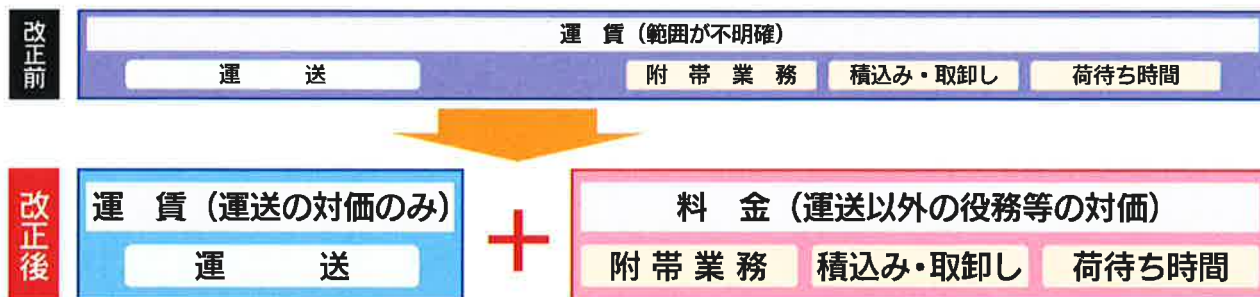 改正前
運　賃（範囲が不明確）
運　送
附帯業務
積込み・取卸し
荷待ち時間
改正後
運　賃（運送の対価のみ）
運　送
＋
料　金（運送以外の役務等の対価）
附帯業務
積込み・取卸し
荷待ち時間